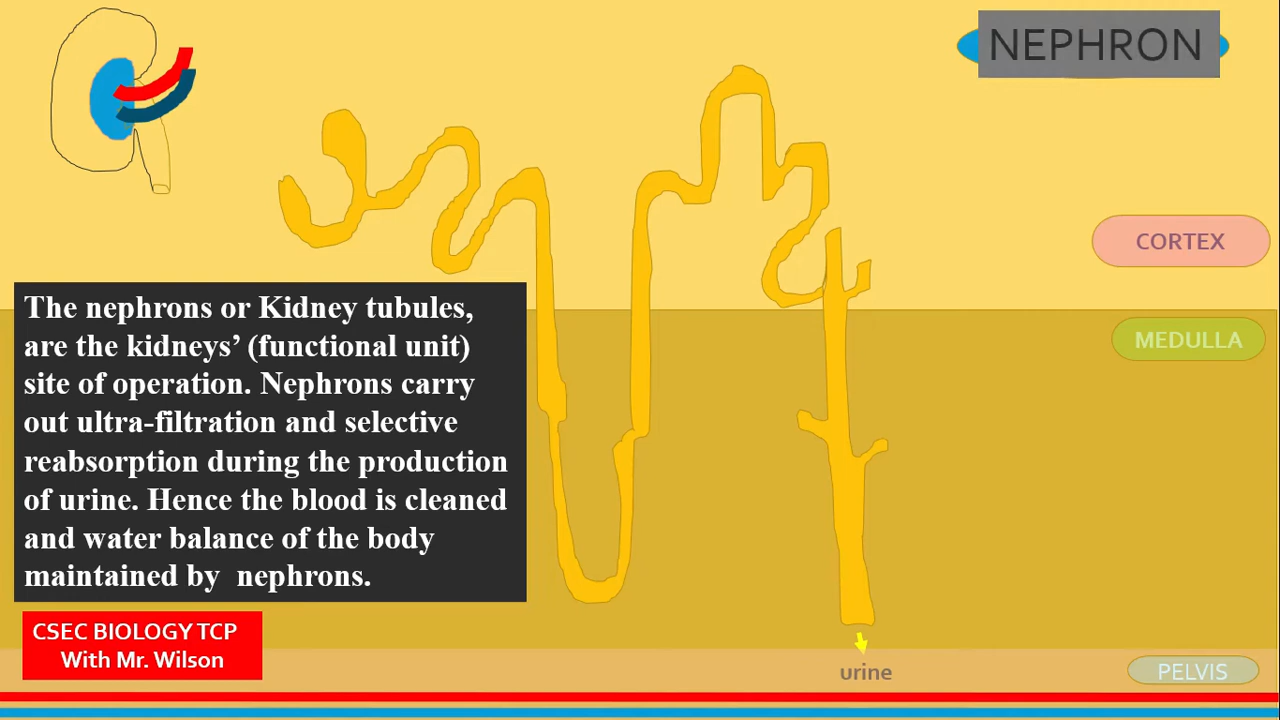 NEPHRON
CORTEX
MEDULLA
The nephrons or Kidney tubules,
are the kidneys’ (functional unit)
site of operation. Nephrons carry
out ultra-filtration and selective
reabsorption during the production
of urine. Hence the blood is cleaned
and water balance of the body
maintained by  nephrons.
CSEC BIOLOGY TCP
With Mr. Wilson
urine
PELVIS